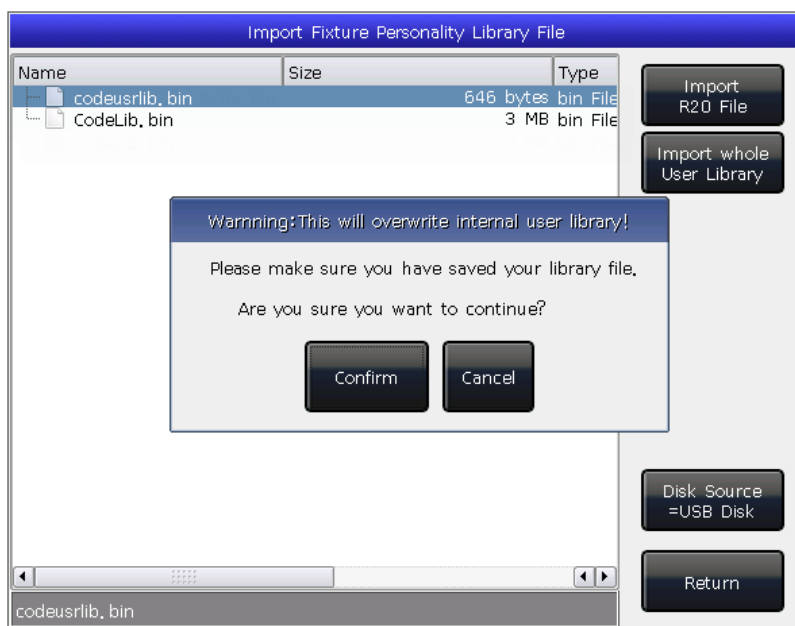 Import Fixture Personality Library File
Name Size Type
codeusrlib.bin 646 bytes bin File
CodeLib.bin 3 MB bin File
Import
R20 File
Import whole
User Library
Warnning:This will overwrite internal user library!
Please make sure you have saved your library file.
Are you sure you want to continue?
Confirm Cancel
Disk Source
=USB Disk
Return
codeusrlib.bin